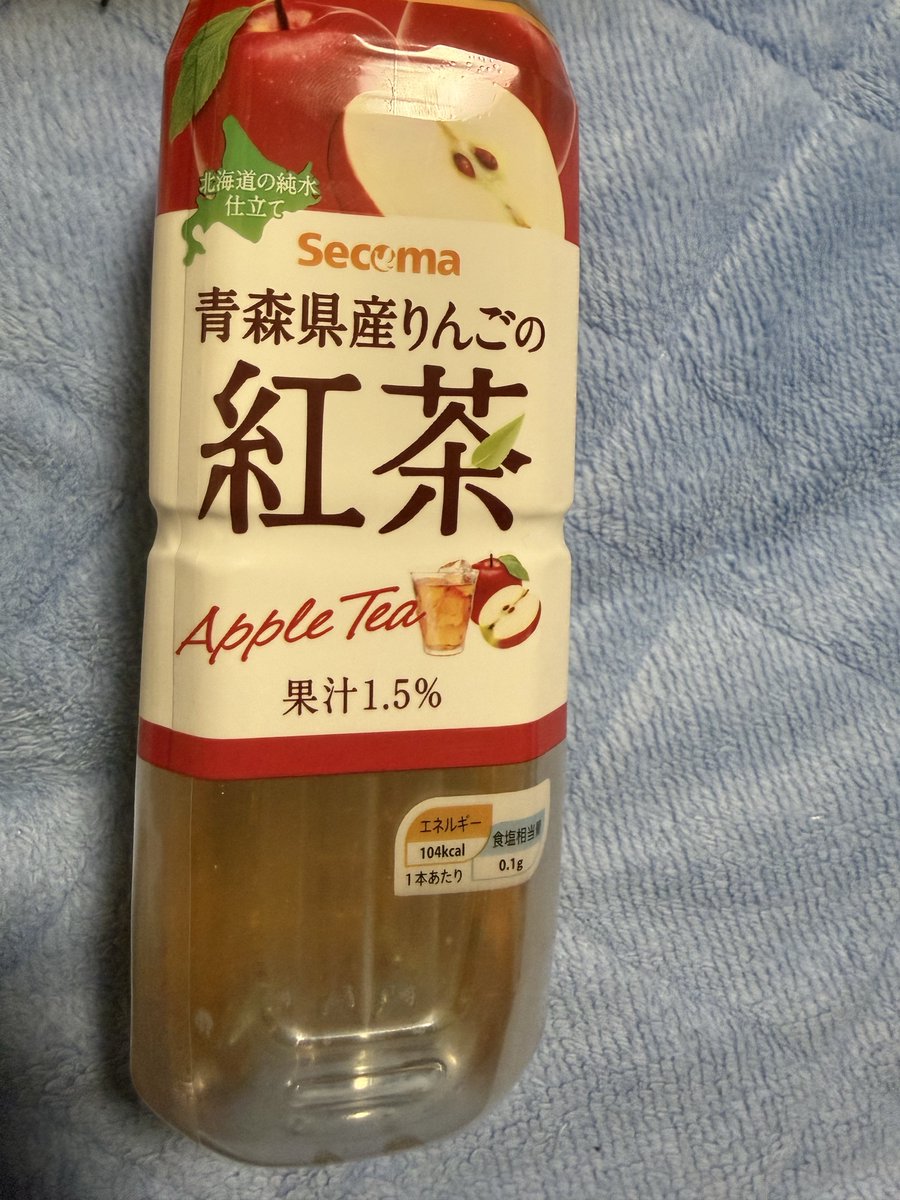 北海道の純水
仕立て
Secoma
青森県産りんごの
紅茶
Apple Tea
果汁1.5%
エネルギー
104kcal
1本あたり
食塩相当量
0.1g